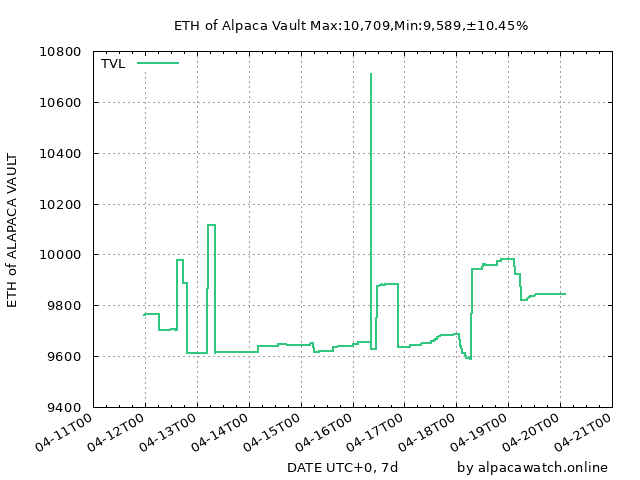 ETH of Alpaca Vault Max:10,709,Min:9,589,±10.45%
TVL
10800
10600
10400
10200
10000
9800
9600
9400
ETH of ALAPACA VAULT
04-11T00
04-12T00
04-13T00
04-14T00
04-15T00
04-16T00
04-17T00
04-18T00
04-19T00
04-20T00
04-21T00
DATE UTC+0, 7d
by alpacawatch.online